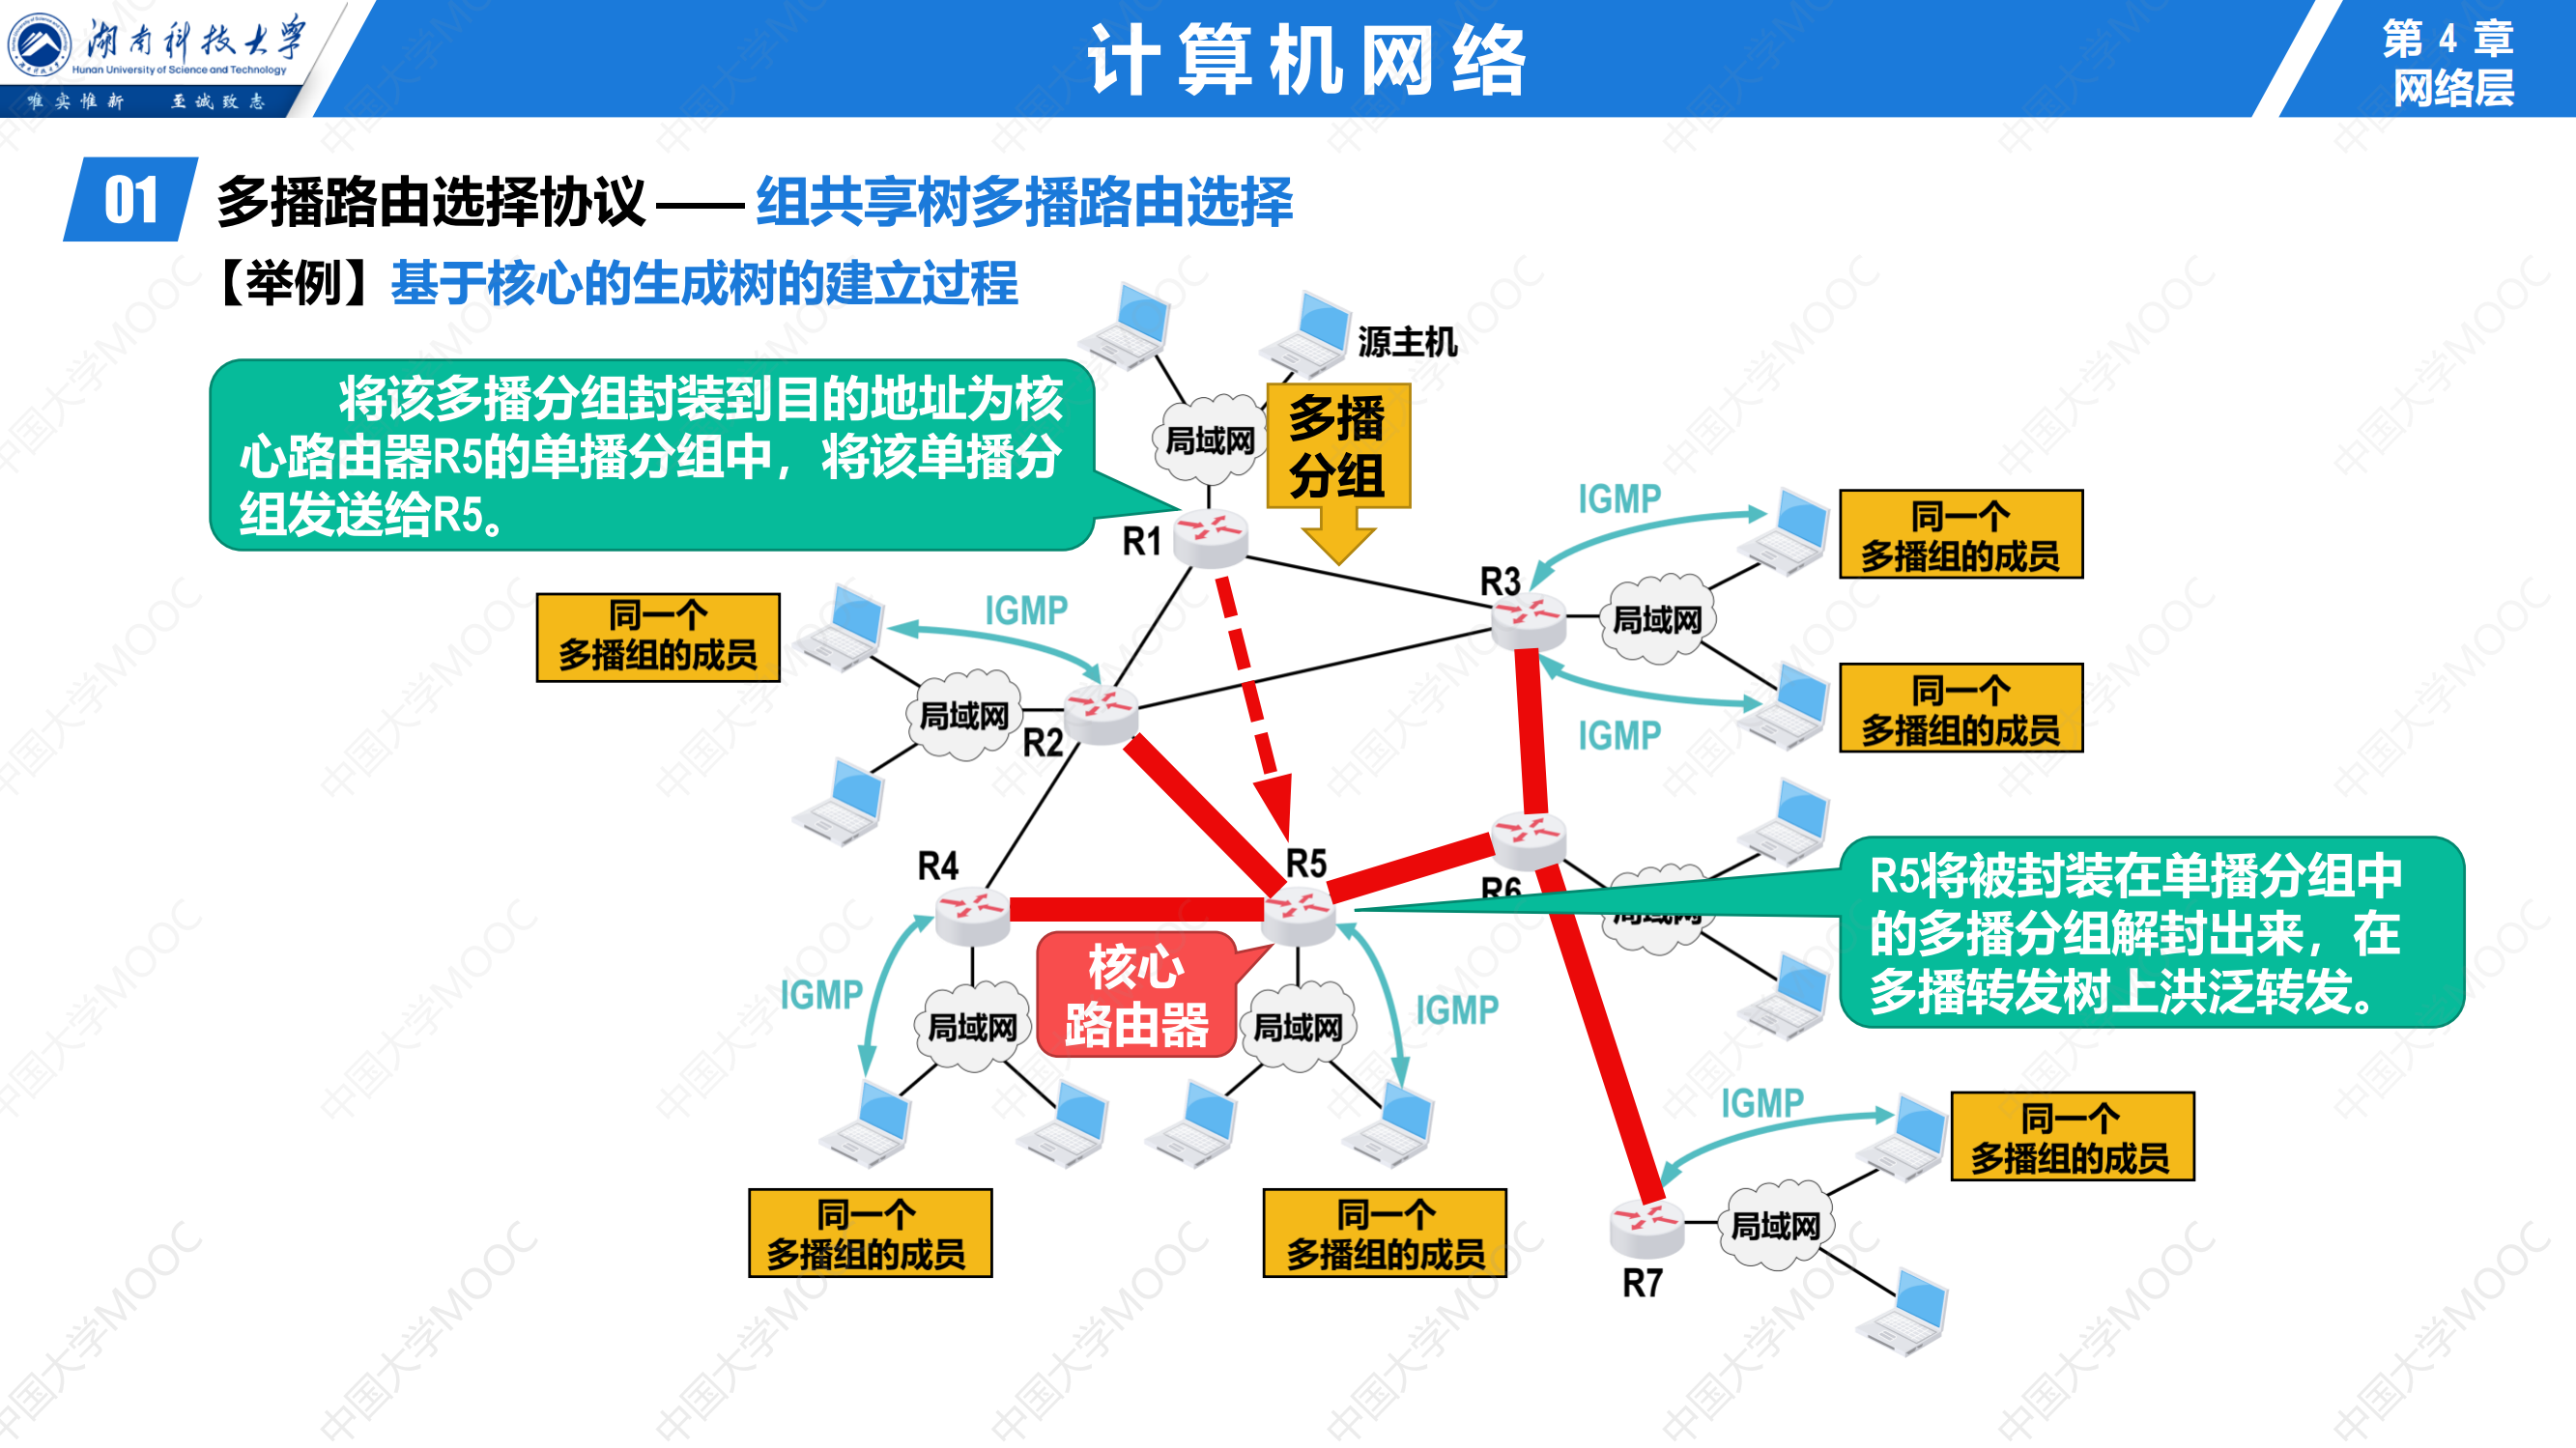 湖南科技大学
Hunan University of Science and Technology
唯实惟新 至诚致志
计算机网络
第 4 章
网络层
01
多播路由选择协议 —— 组共享树多播路由选择
【举例】基于核心的生成树的建立过程
源主机
将该多播分组封装到目的地址为核
心路由器R5的单播分组中，将该单播分
组发送给R5。
局域网
多播
分组
R1
IGMP
同一个
多播组的成员
R3
局域网
同一个
多播组的成员
IGMP
局域网
R2
同一个
多播组的成员
IGMP
R4
R5
R6
局域网
R5将被封装在单播分组中
的多播分组解封出来，在
多播转发树上洪泛转发。
核心
路由器
IGMP
局域网
局域网
IGMP
IGMP
同一个
多播组的成员
同一个
多播组的成员
同一个
多播组的成员
局域网
R7
中国大学MOOC